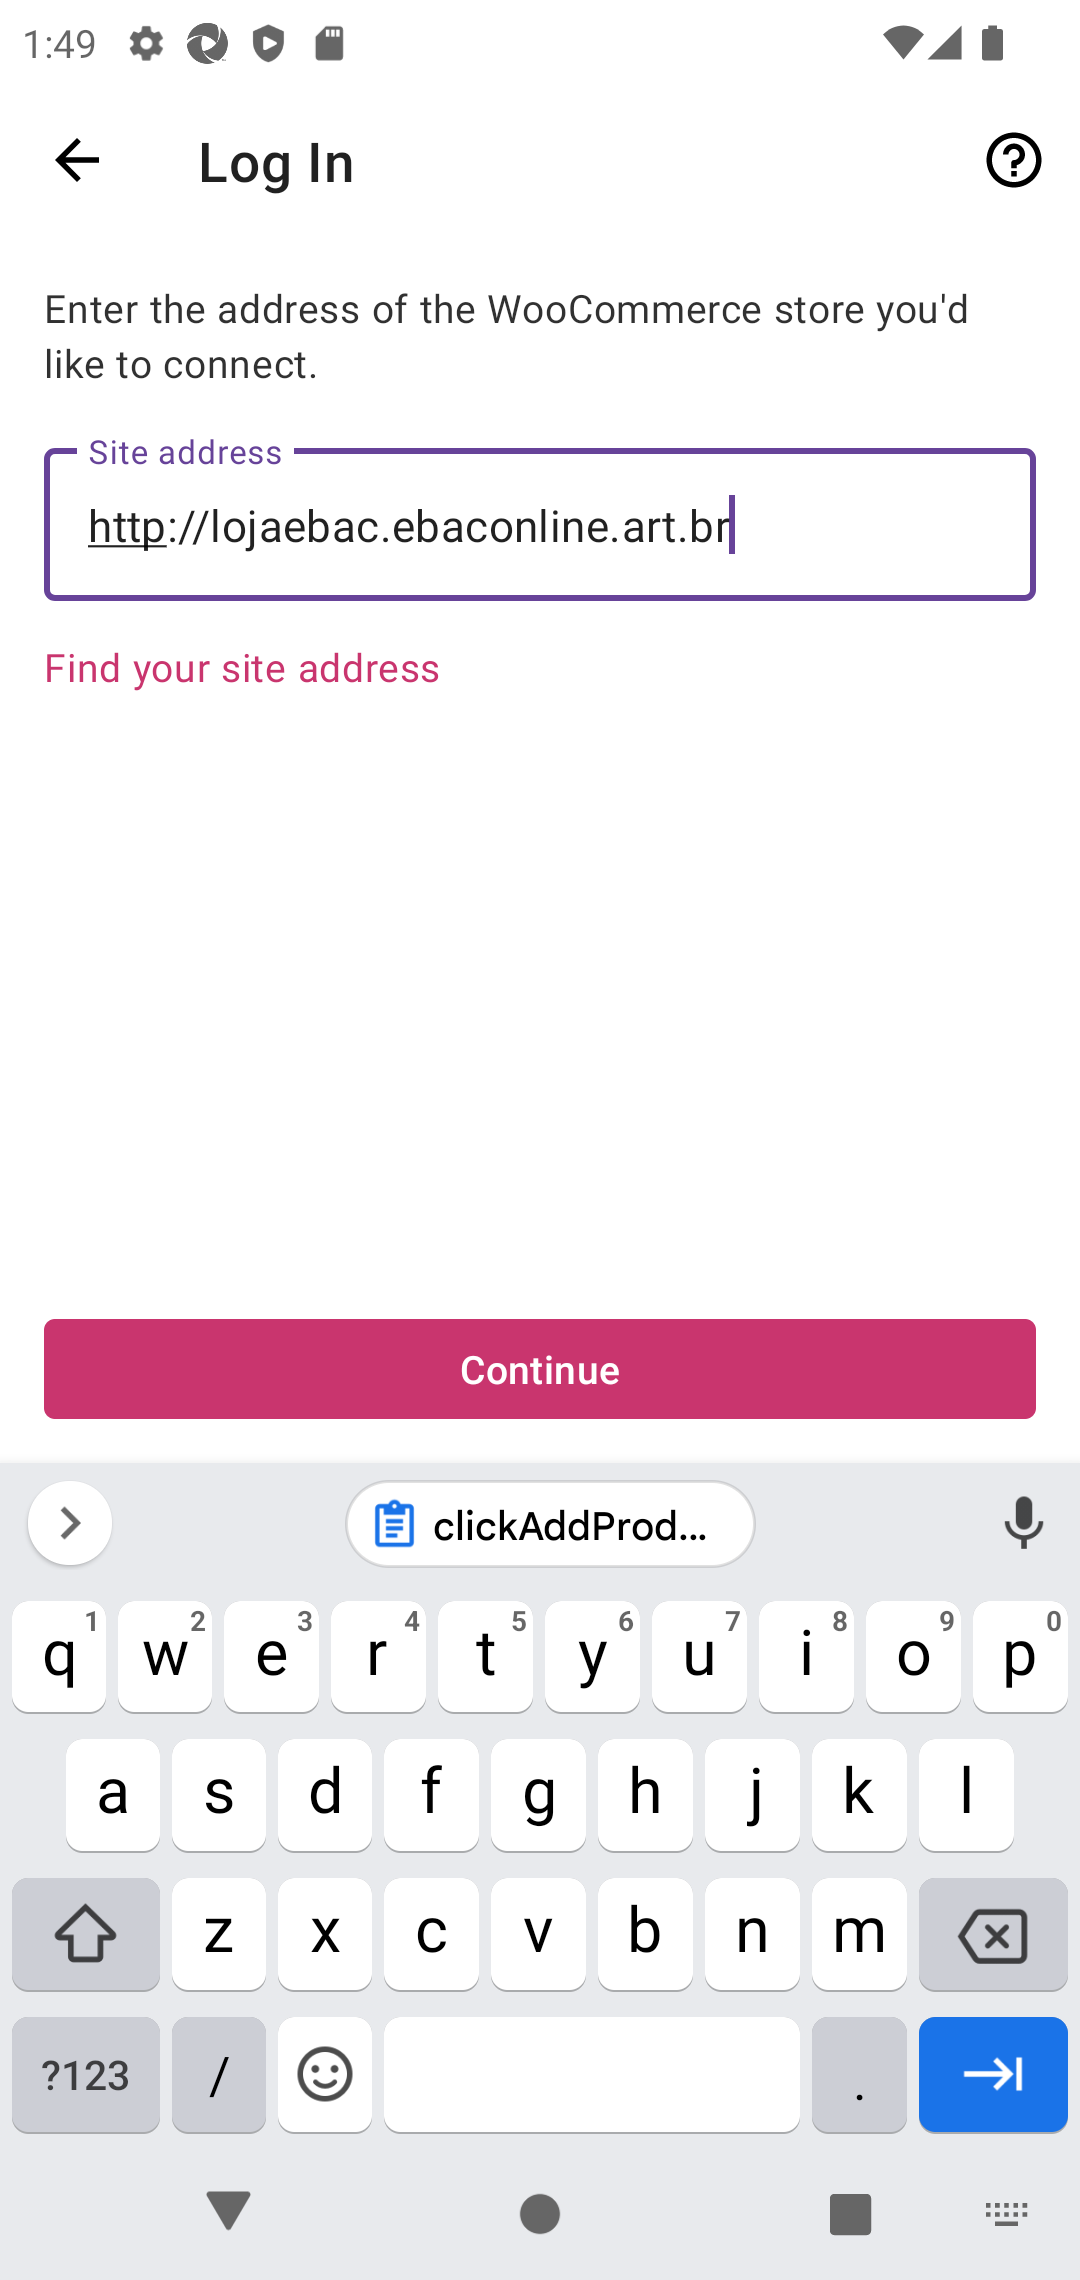 1:49
Log In
Enter the address of the WooCommerce store you'd
like to connect.
Site address
http://lojaebac.ebaconline.art.br
Find your site address
Continue
clickAddProd...
q 1 w 2 e 3 r 4 t 5 y 6 u 7 i 8 o 9 p 0
a s d f g h j k l
z x c v b n m
?123 / .